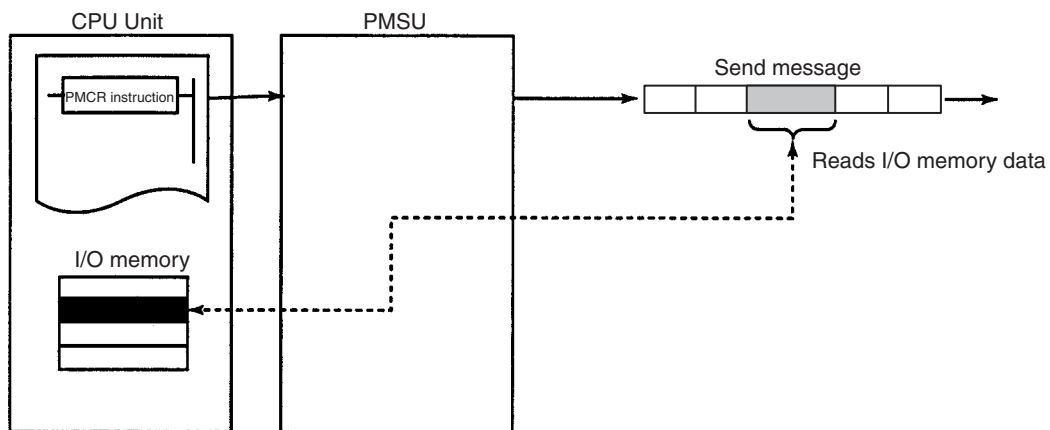 CPU Unit
PMSU
PMCR instruction
Send message
Reads I/O memory data
I/O memory